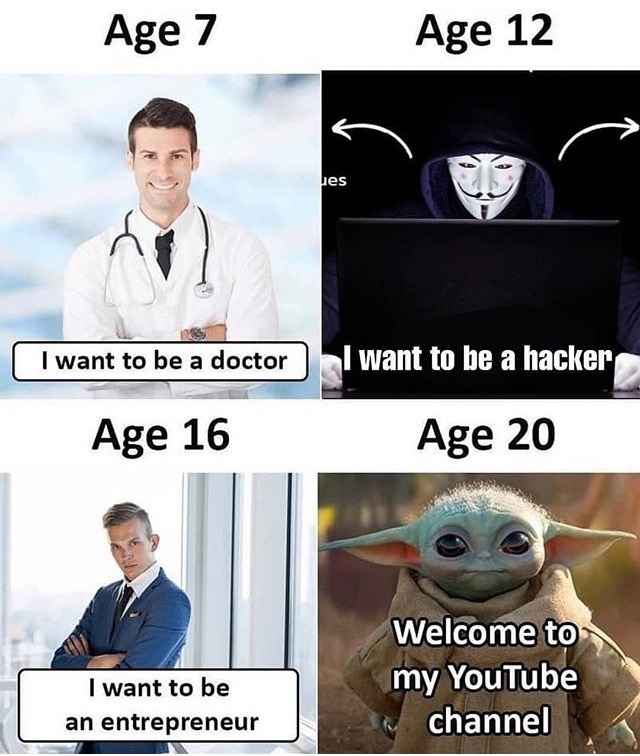 Age 7
Age 12
ues
I want to be a doctor
I want to be a hacker
Age 16
Age 20
I want to be
an entrepreneur
Welcome to
my YouTube
channel